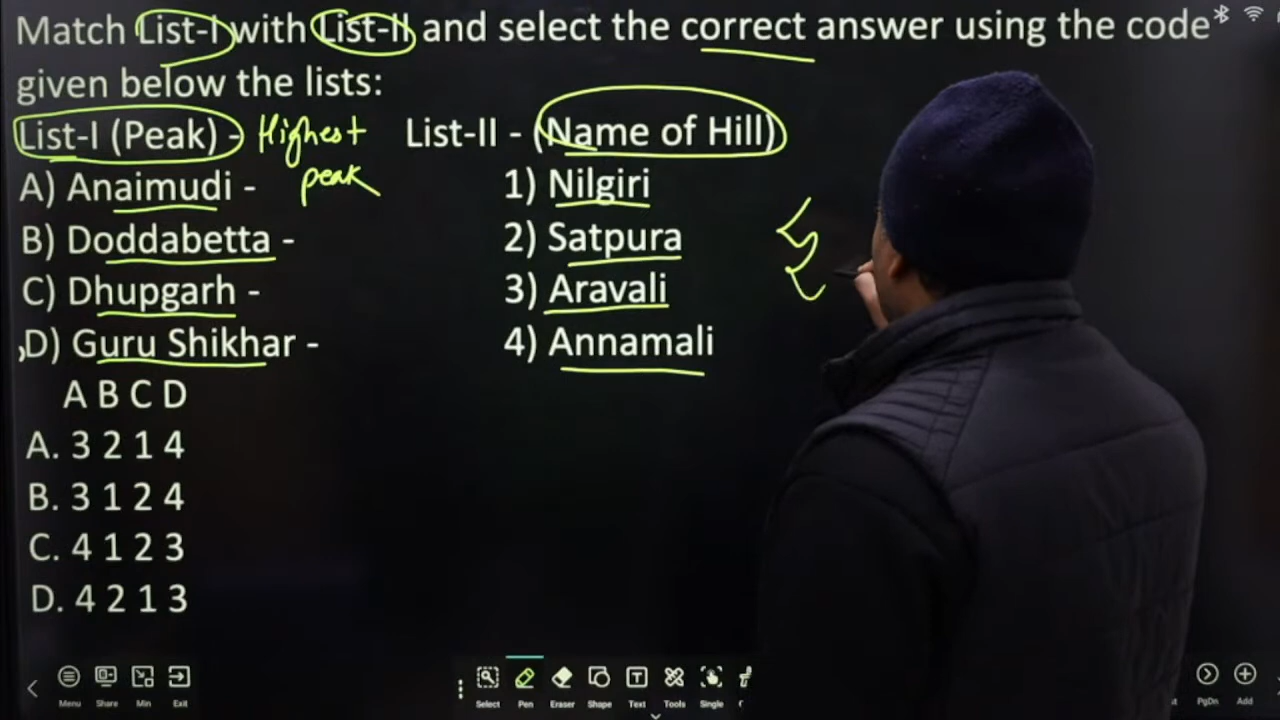 Match List-I with List-II and select the correct answer using the code
given below the lists:
List-I (Peak) - Highest peak List-II - (Name of Hill)
A) Anaimudi - 1) Nilgiri
B) Doddabetta - 2) Satpura
C) Dhupgarh - 3) Aravali
D) Guru Shikhar - 4) Annamali
A B C D
A. 3 2 1 4
B. 3 1 2 4
C. 4 1 2 3
D. 4 2 1 3
Menu Share Min Exit Select Pen Eraser Shape Text Tools Single PgDn Add